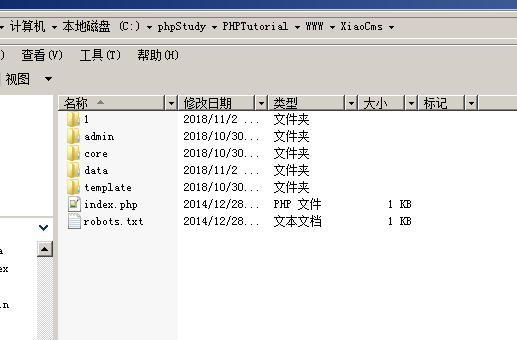 计算机 本地磁盘 (C:) phpStudy PHPTutorial WWW XiaoCms
查看(V) 工具(T) 帮助(H)
视图
名称 修改日期 类型 大小 标记
1 2018/11/2 ... 文件夹
admin 2018/10/30... 文件夹
core 2018/10/30... 文件夹
data 2018/11/2 ... 文件夹
template 2018/10/30... 文件夹
index.php 2014/12/28... PHP 文件 1 KB
robots.txt 2014/12/28... 文本文档 1 KB
ex